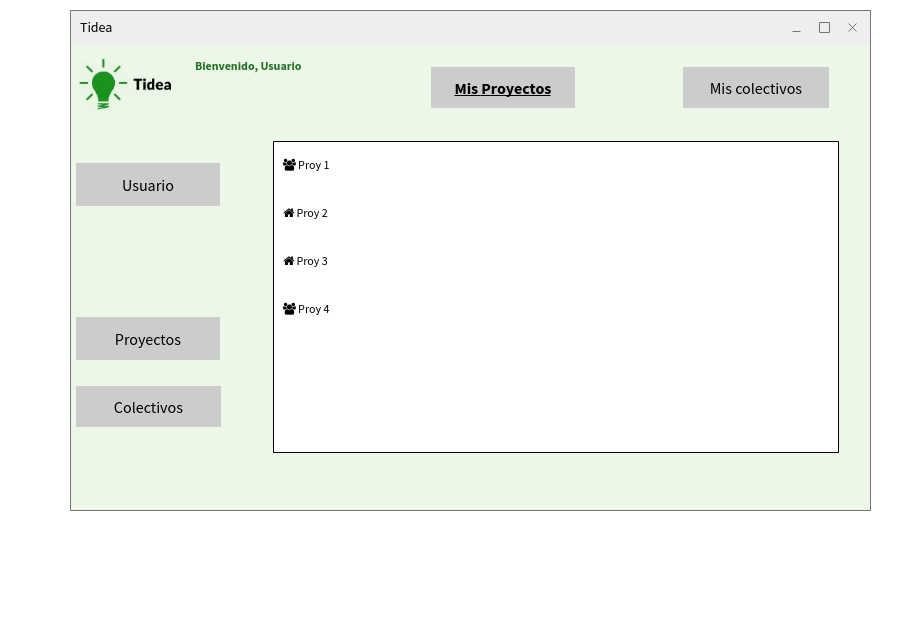 Tidea
Bienvenido, Usuario
Tidea
Mis Proyectos
Mis colectivos
Usuario
Proyectos
Colectivos
Proy 1
Proy 2
Proy 3
Proy 4